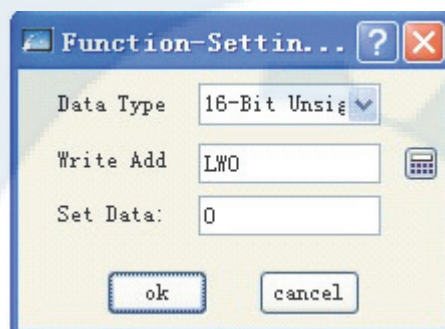 Function-Settin...
Data Type 16-Bit Unsig
Write Add LW0
Set Data: 0
ok cancel